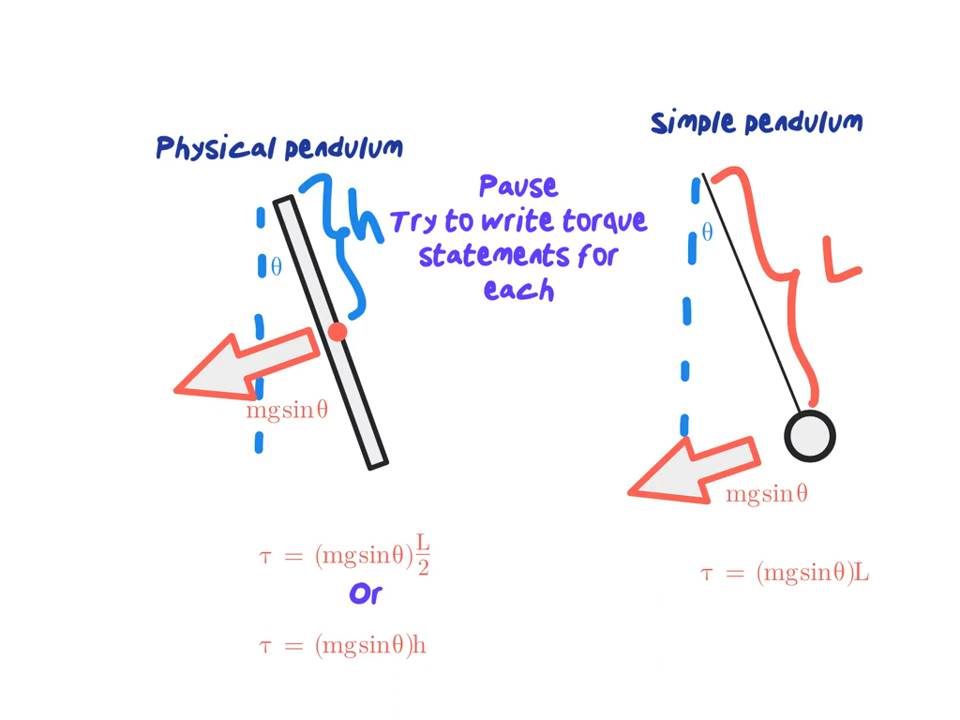 Physical pendulum
Simple pendulum
Pause
Try to write torque
statements for
each
h
θ
mgsinθ
θ
L
mgsinθ
τ = (mgsinθ)L/2
Or
τ = (mgsinθ)h
τ = (mgsinθ)L